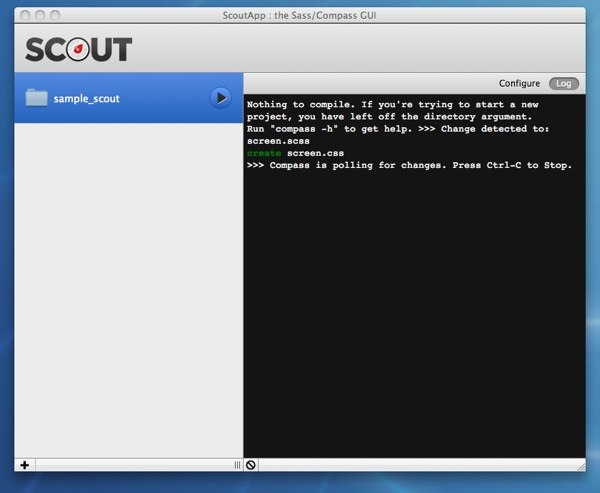 ScoutApp : the Sass/Compass GUI
SCOUT
sample_scout
Configure Log
Nothing to compile. If you're trying to start a new
project, you have left off the directory argument.
Run "compass -h" to get help. >>> Change detected to:
screen.scss
create screen.css
>>> Compass is polling for changes. Press Ctrl-C to Stop.